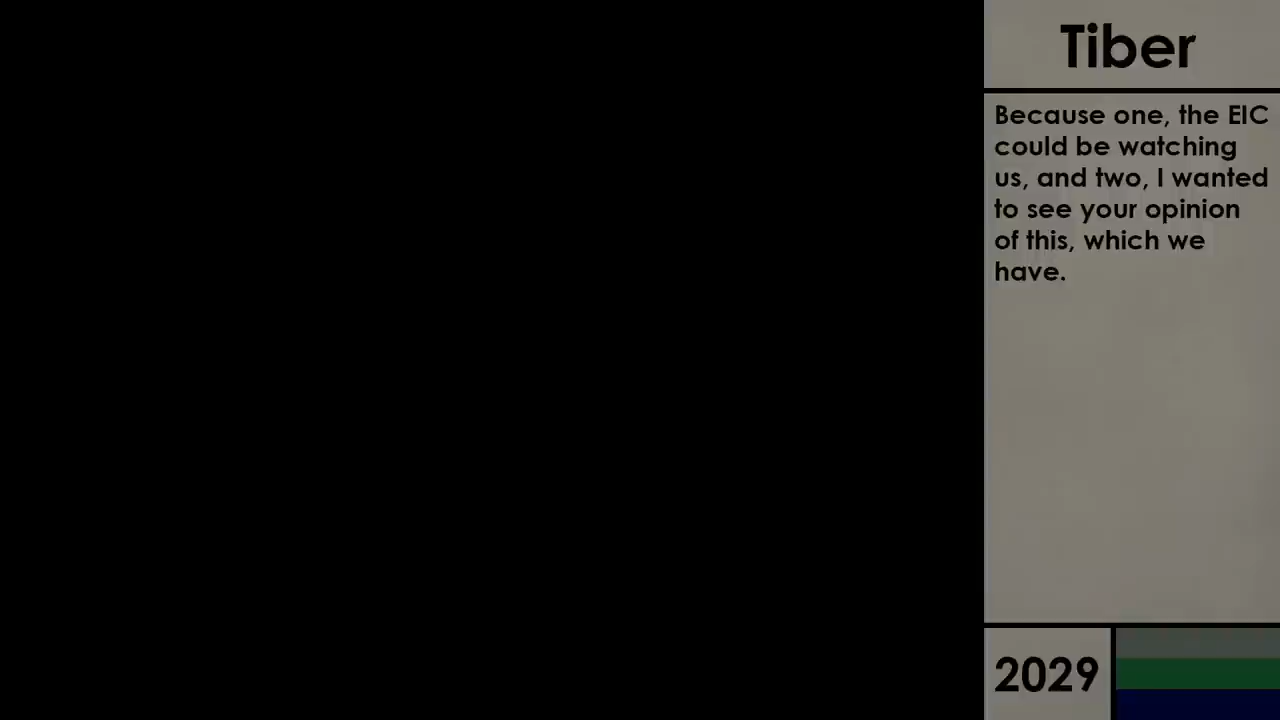 Tiber
Because one, the EIC
could be watching
us, and two, I wanted
to see your opinion
of this, which we
have.
2029